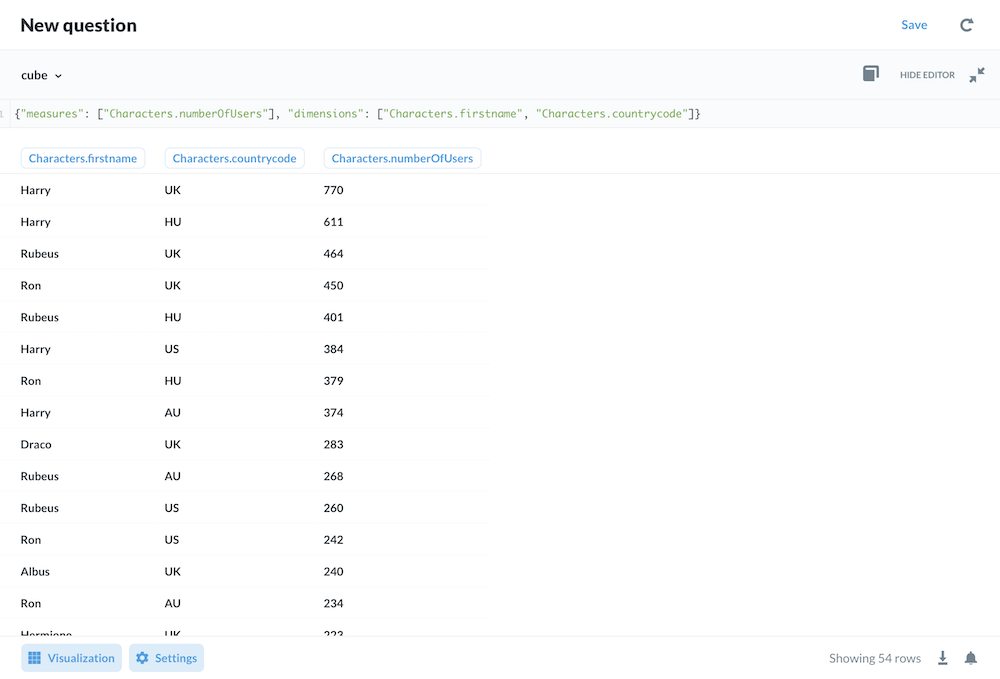 New question
Save
cube
HIDE EDITOR
1 {"measures": ["Characters.numberOfUsers"], "dimensions": ["Characters.firstname", "Characters.countrycode"]}
Characters.firstname Characters.countrycode Characters.numberOfUsers
Harry UK 770
Harry HU 611
Rubeus UK 464
Ron UK 450
Rubeus HU 401
Harry US 384
Ron HU 379
Harry AU 374
Draco UK 283
Rubeus AU 268
Rubeus US 260
Ron US 242
Albus UK 240
Ron AU 234
Hermione UK 223
Visualization Settings Showing 54 rows